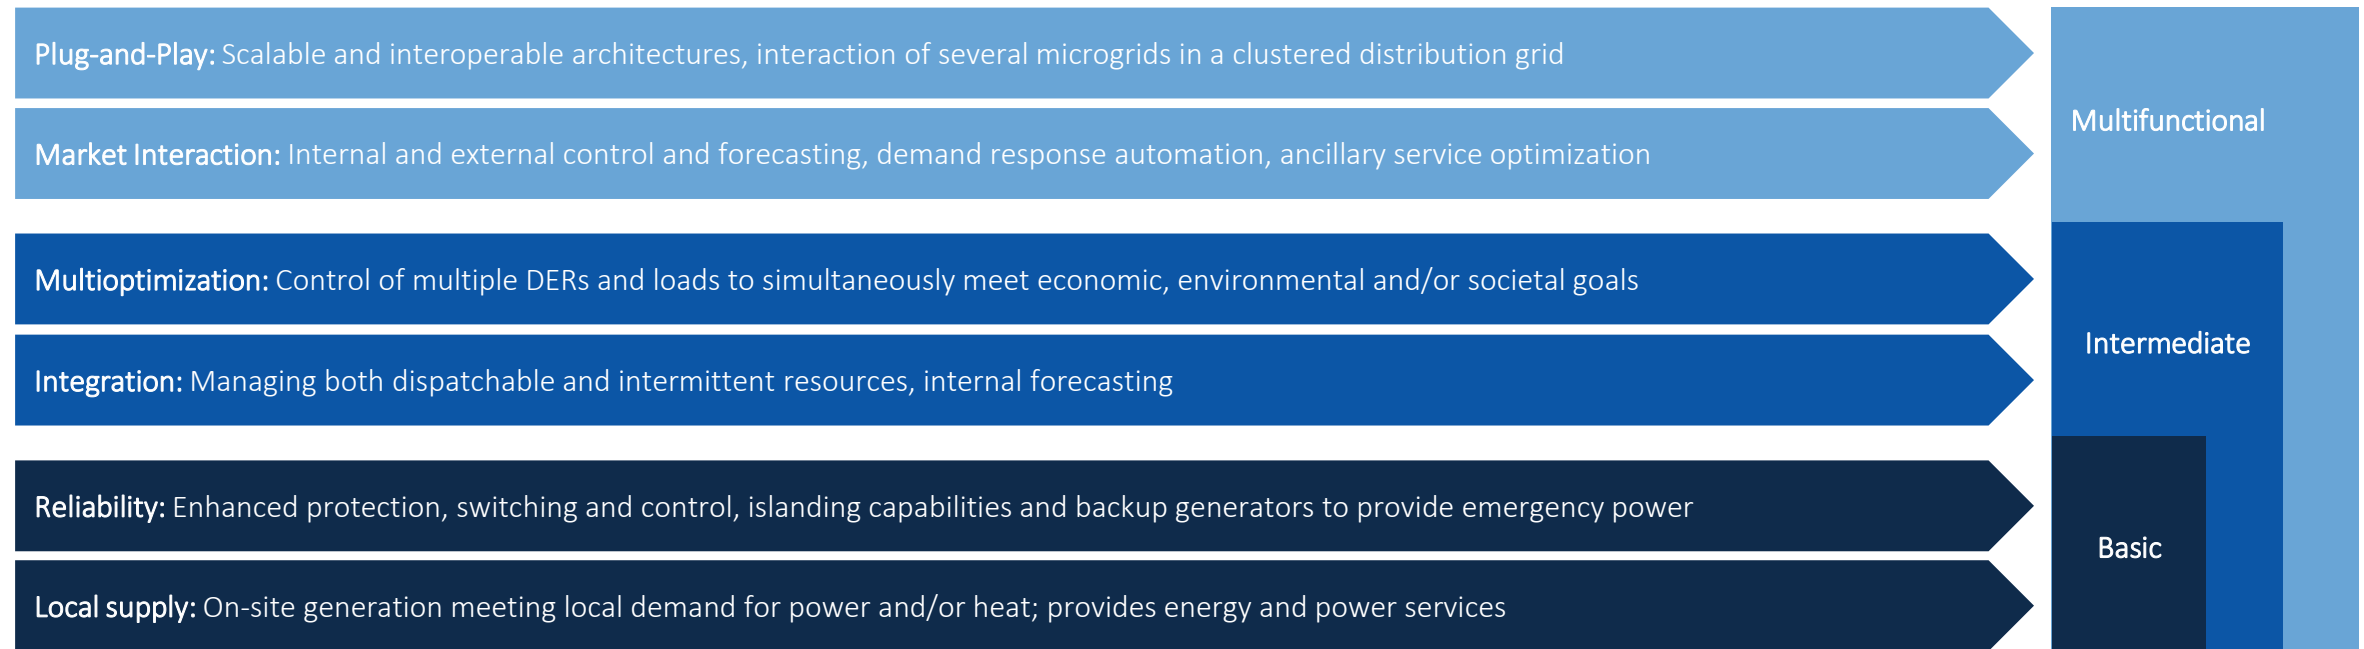 Plug-and-Play: Scalable and interoperable architectures, interaction of several microgrids in a clustered distribution grid
Market Interaction: Internal and external control and forecasting, demand response automation, ancillary service optimization
Multifunctional
Multioptimization: Control of multiple DERs and loads to simultaneously meet economic, environmental and/or societal goals
Integration: Managing both dispatchable and intermittent resources, internal forecasting
Intermediate
Reliability: Enhanced protection, switching and control, islanding capabilities and backup generators to provide emergency power
Local supply: On-site generation meeting local demand for power and/or heat; provides energy and power services
Basic